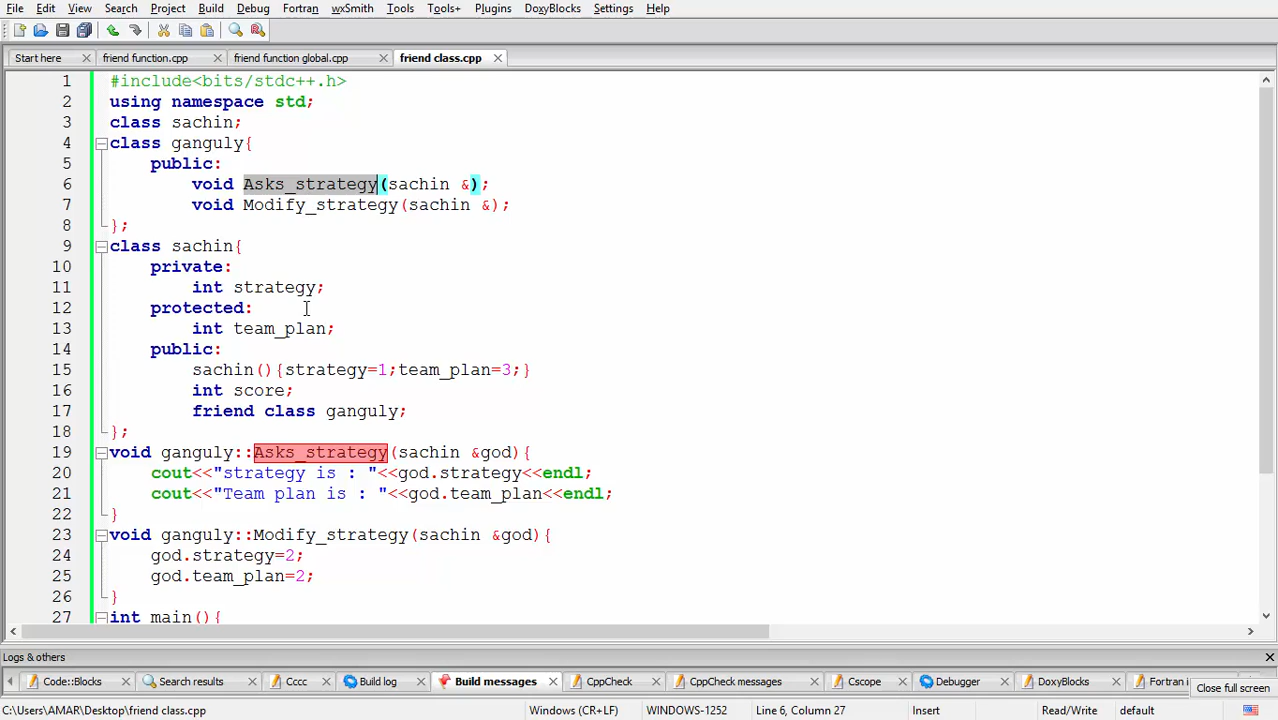 File Edit View Search Project Build Debug Fortran wxSmith Tools Tools+ Plugins DoxyBlocks Settings Help
Start here friend function.cpp friend function global.cpp friend class.cpp
1 #include<bits/stdc++.h>
2 using namespace std;
3 class sachin;
4 class ganguly{
5 public:
6 void Asks_strategy(sachin &);
7 void Modify_strategy(sachin &);
8 };
9 class sachin{
10 private:
11 int strategy;
12 protected:
13 int team_plan;
14 public:
15 sachin(){strategy=1;team_plan=3;}
16 int score;
17 friend class ganguly;
18 };
19 void ganguly::Asks_strategy(sachin &god){
20 cout<<"strategy is : "<<god.strategy<<endl;
21 cout<<"Team plan is : "<<god.team_plan<<endl;
22 }
23 void ganguly::Modify_strategy(sachin &god){
24 god.strategy=2;
25 god.team_plan=2;
26 }
27 int main(){
Logs & others
Code::Blocks Search results Cccc Build log Build messages CppCheck CppCheck messages Cscope Debugger DoxyBlocks Fortran Close full screen
C:\Users\AMAR\Desktop\friend class.cpp Windows (CR+LF) WINDOWS-1252 Line 6, Column 27 Insert Read/Write default